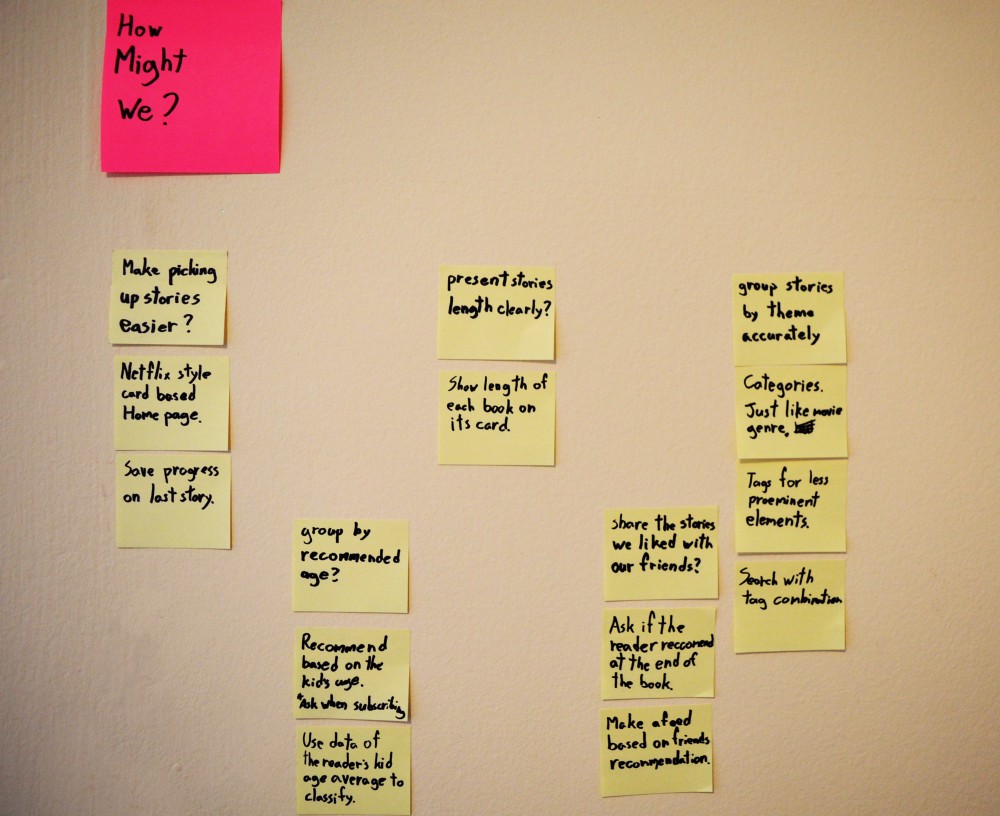 How
Might
We?
Make picking
up stories
easier?
Netflix style
card based
Home page.
Save progress
on last story.
group by
recommended
age?
Recommend
based on the
kids age.
*Ask when subscribing
Use data of
the reader's kid
age average to
classify.
present stories
length clearly?
Show length of
each book on
its card.
share the stories
we liked with
our friends?
Ask if the
reader reccomend
at the end of
the book.
Make a feed
based on friends
recommendation.
group stories
by theme
accurately
Categories.
Just like movie
genre.
Tags for less
proeminent
elements.
Search with
tag combination